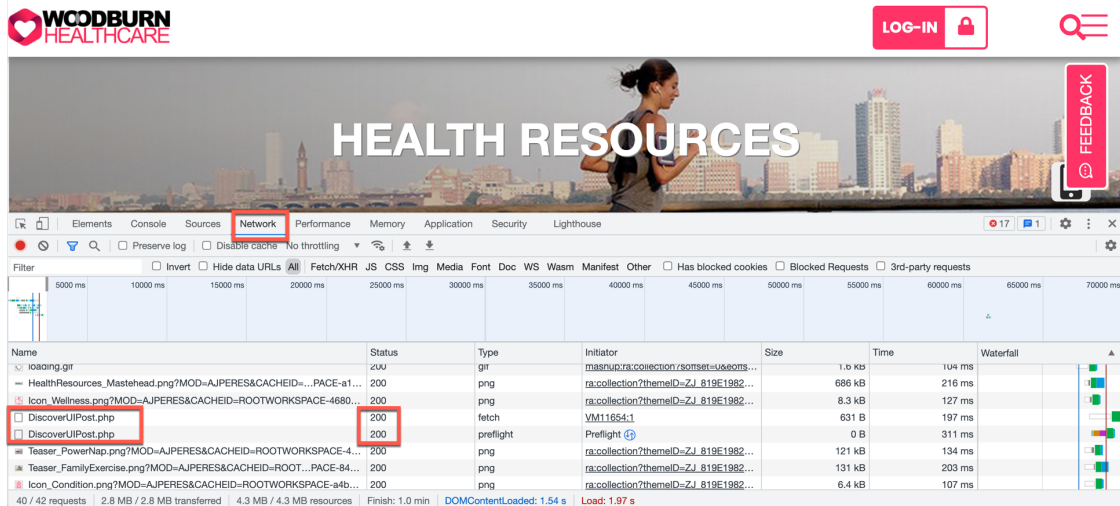 WOODBURN
HEALTHCARE
LOG-IN
HEALTH RESOURCES
FEEDBACK
Elements Console Sources Network Performance Memory Application Security Lighthouse 17 1
Preserve log Disable cache No throttling
Filter Invert Hide data URLs All Fetch/XHR JS CSS Img Media Font Doc WS Wasm Manifest Other Has blocked cookies Blocked Requests 3rd-party requests
5000 ms 10000 ms 15000 ms 20000 ms 25000 ms 30000 ms 35000 ms 40000 ms 45000 ms 50000 ms 55000 ms 60000 ms 65000 ms 70000 ms
Name Status Type Initiator Size Time Waterfall
loading.gif 200 gif mashup:ra:collection?soffset=0&eoffs... 1.6 kB 104 ms
HealthResources_Mastehead.png?MOD=AJPERES&CACHEID=...PACE-a1... 200 png ra:collection?themeID=ZJ_819E1982... 686 kB 216 ms
Icon_Wellness.png?MOD=AJPERES&CACHEID=ROOTWORKSPACE-4680... 200 png ra:collection?themeID=ZJ_819E1982... 8.3 kB 127 ms
DiscoverUIPost.php 200 fetch VM11654:1 631 B 197 ms
DiscoverUIPost.php 200 preflight Preflight 0 B 311 ms
Teaser_PowerNap.png?MOD=AJPERES&CACHEID=ROOTWORKSPACE-4... 200 png ra:collection?themeID=ZJ_819E1982... 121 kB 134 ms
Teaser_FamilyExercise.png?MOD=AJPERES&CACHEID=ROOT...PACE-84... 200 png ra:collection?themeID=ZJ_819E1982... 131 kB 203 ms
Icon_Condition.png?MOD=AJPERES&CACHEID=ROOTWORKSPACE-a4b... 200 png ra:collection?themeID=ZJ_819E1982... 6.4 kB 107 ms
40 / 42 requests 2.8 MB / 2.8 MB transferred 4.3 MB / 4.3 MB resources Finish: 1.0 min DOMContentLoaded: 1.54 s Load: 1.97 s